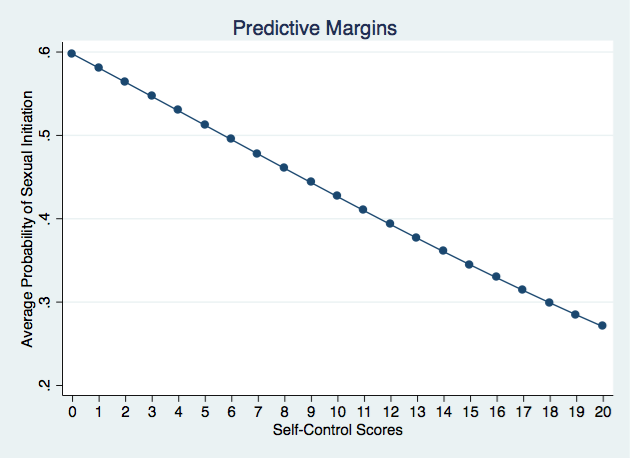 Predictive Margins
Average Probability of Sexual Initiation
.6
.5
.4
.3
.2
0 1 2 3 4 5 6 7 8 9 10 11 12 13 14 15 16 17 18 19 20
Self-Control Scores